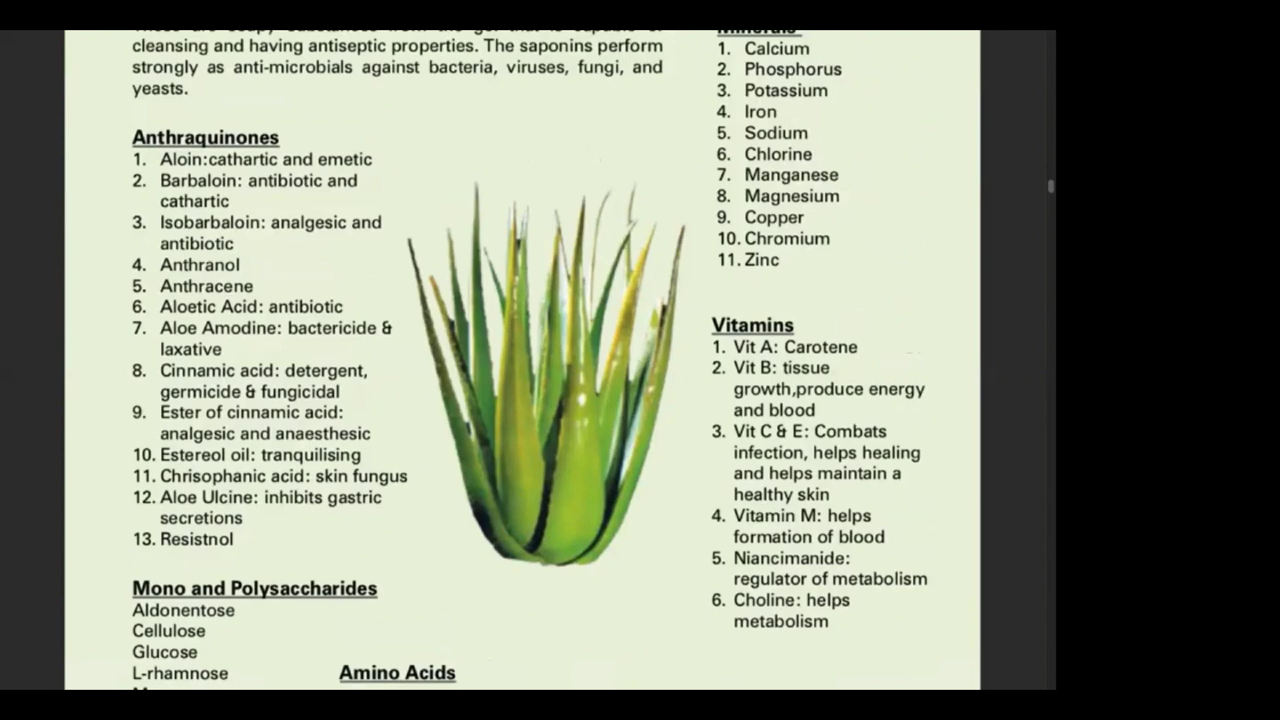 cleansing and having antiseptic properties. The saponins perform
strongly as anti-microbials against bacteria, viruses, fungi, and
yeasts.
Anthraquinones
1. Aloin:cathartic and emetic
2. Barbaloin: antibiotic and
cathartic
3. Isobarbaloin: analgesic and
antibiotic
4. Anthranol
5. Anthracene
6. Aloetic Acid: antibiotic
7. Aloe Amodine: bactericide &
laxative
8. Cinnamic acid: detergent,
germicide & fungicidal
9. Ester of cinnamic acid:
analgesic and anaesthesic
10. Estereol oil: tranquilising
11. Chrisophanic acid: skin fungus
12. Aloe Ulcine: inhibits gastric
secretions
13. Resistnol
Mono and Polysaccharides
Aldonentose
Cellulose
Glucose
L-rhamnose
Amino Acids
Minerals
1. Calcium
2. Phosphorus
3. Potassium
4. Iron
5. Sodium
6. Chlorine
7. Manganese
8. Magnesium
9. Copper
10. Chromium
11. Zinc
Vitamins
1. Vit A: Carotene
2. Vit B: tissue
growth,produce energy
and blood
3. Vit C & E: Combats
infection, helps healing
and helps maintain a
healthy skin
4. Vitamin M: helps
formation of blood
5. Niancimanide:
regulator of metabolism
6. Choline: helps
metabolism